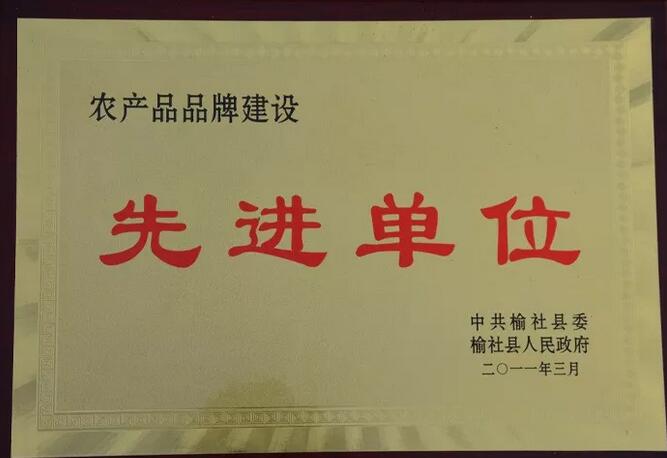 农产品品牌建设
先进单位
中共榆社县委
榆社县人民政府
二〇一一年三月